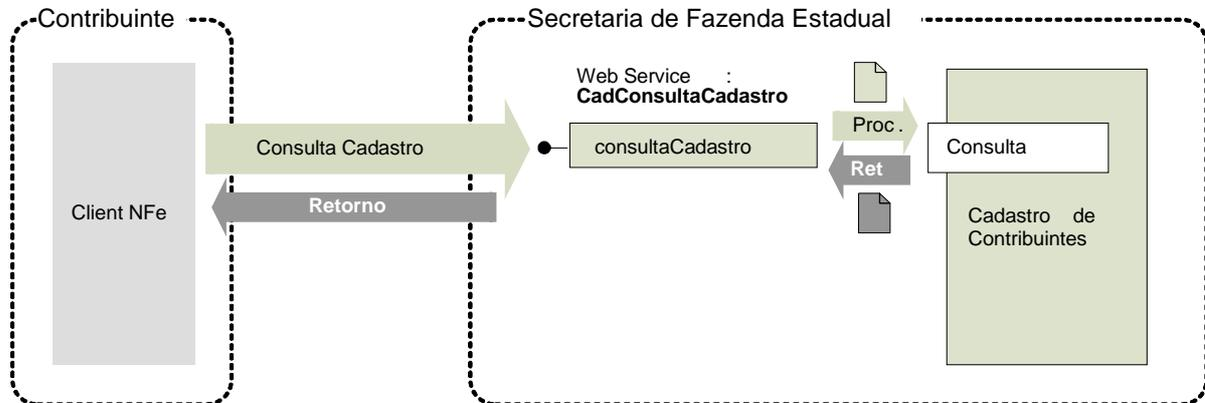 Contribuinte
Secretaria de Fazenda Estadual
Web Service :
CadConsultaCadastro
Proc .
Consulta Cadastro
consultaCadastro
Consulta
Ret
Retorno
Client NFe
Cadastro de
Contribuintes